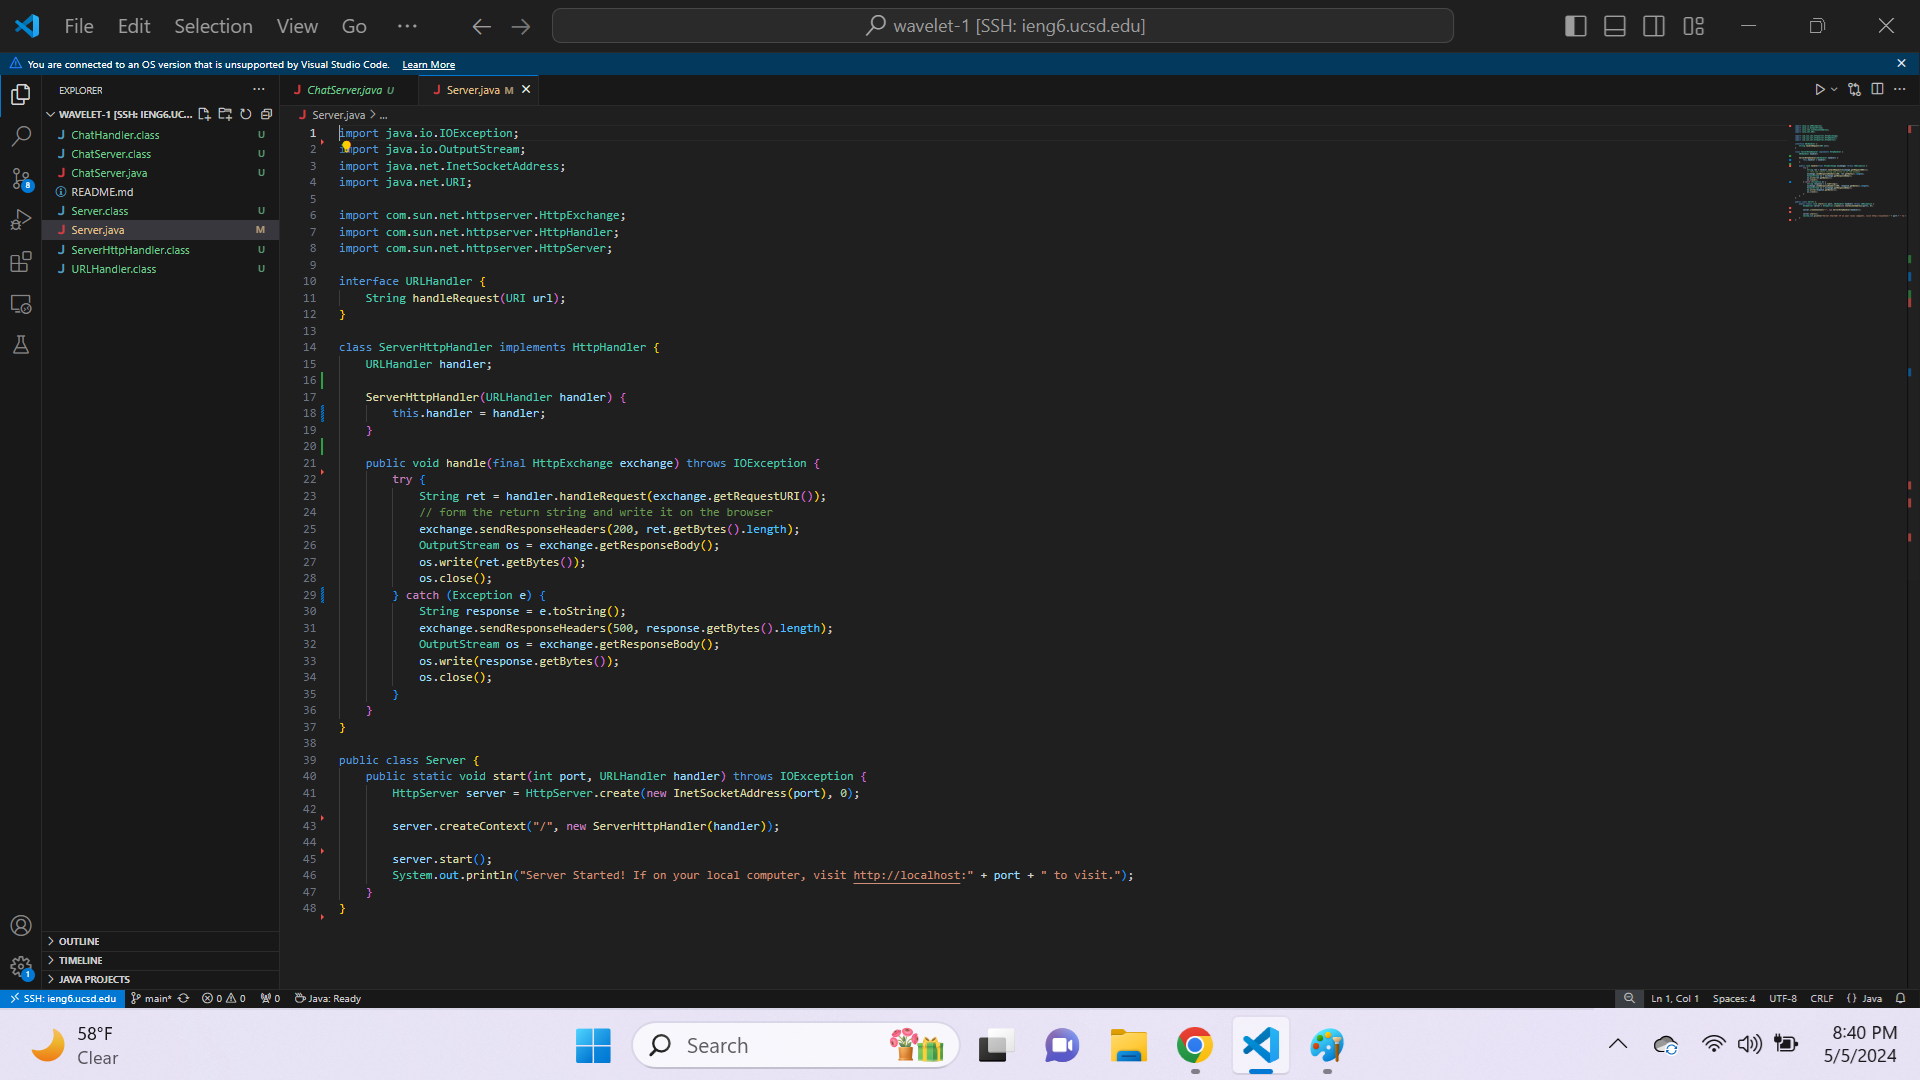 File Edit Selection View Go ···
wavelet-1 [SSH: ieng6.ucsd.edu]
You are connected to an OS version that is unsupported by Visual Studio Code. Learn More
EXPLORER
WAVELET-1 [SSH: IENG6.UC...
ChatHandler.class U
ChatServer.class U
ChatServer.java U
README.md
Server.class U
Server.java M
ServerHttpHandler.class U
URLHandler.class U
OUTLINE
TIMELINE
JAVA PROJECTS
ChatServer.java U
Server.java M
Server.java > ...
1 import java.io.IOException;
2 import java.io.OutputStream;
3 import java.net.InetSocketAddress;
4 import java.net.URI;
5
6 import com.sun.net.httpserver.HttpExchange;
7 import com.sun.net.httpserver.HttpHandler;
8 import com.sun.net.httpserver.HttpServer;
9
10 interface URLHandler {
11 String handleRequest(URI url);
12 }
13
14 class ServerHttpHandler implements HttpHandler {
15 URLHandler handler;
16
17 ServerHttpHandler(URLHandler handler) {
18 this.handler = handler;
19 }
20
21 public void handle(final HttpExchange exchange) throws IOException {
22 try {
23 String ret = handler.handleRequest(exchange.getRequestURI());
24 // form the return string and write it on the browser
25 exchange.sendResponseHeaders(200, ret.getBytes().length);
26 OutputStream os = exchange.getResponseBody();
27 os.write(ret.getBytes());
28 os.close();
29 } catch (Exception e) {
30 String response = e.toString();
31 exchange.sendResponseHeaders(500, response.getBytes().length);
32 OutputStream os = exchange.getResponseBody();
33 os.write(response.getBytes());
34 os.close();
35 }
36 }
37 }
38
39 public class Server {
40 public static void start(int port, URLHandler handler) throws IOException {
41 HttpServer server = HttpServer.create(new InetSocketAddress(port), 0);
42
43 server.createContext("/", new ServerHttpHandler(handler));
44
45 server.start();
46 System.out.println("Server Started! If on your local computer, visit http://localhost:" + port + " to visit.");
47 }
48 }
8
1
SSH: ieng6.ucsd.edu main* 0 0 0 Java: Ready
Ln 1, Col 1 Spaces: 4 UTF-8 CRLF {} Java
58°F
Clear
Search
8:40 PM
5/5/2024